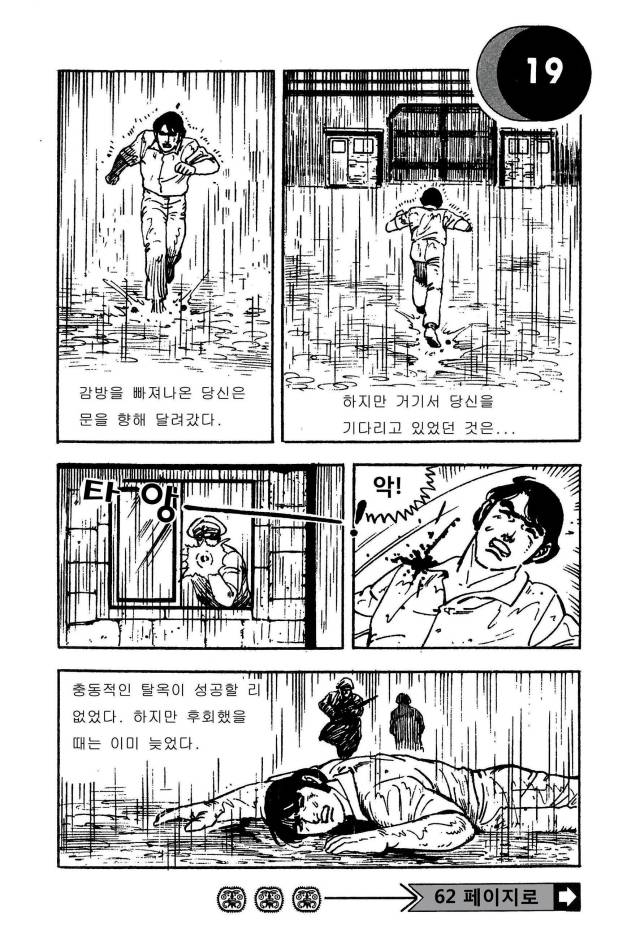 19
감방을 빠져나온 당신은
문을 향해 달려갔다.
하지만 거기서 당신을
기다리고 있었던 것은...
타-앙!
악!
충동적인 탈옥이 성공할 리
없었다. 하지만 후회했을
때는 이미 늦었다.
62 페이지로